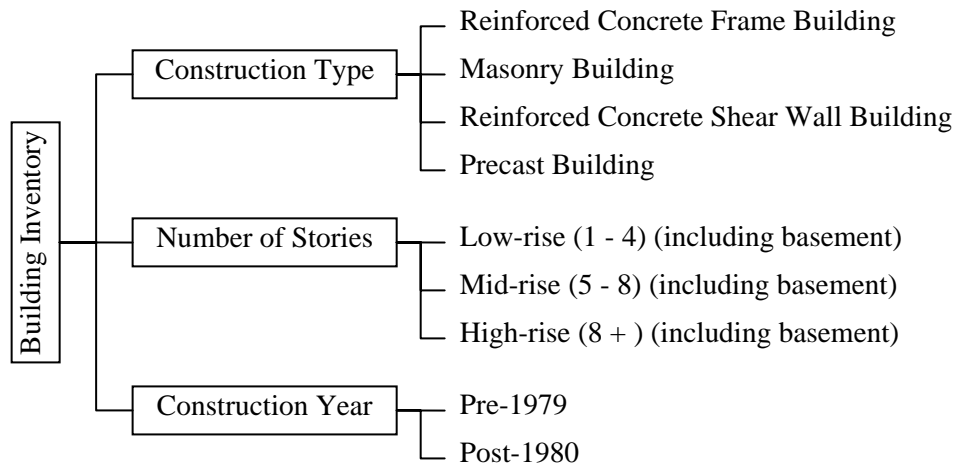 Building Inventory
Construction Type
Reinforced Concrete Frame Building
Masonry Building
Reinforced Concrete Shear Wall Building
Precast Building
Number of Stories
Low-rise (1 - 4) (including basement)
Mid-rise (5 - 8) (including basement)
High-rise (8 + ) (including basement)
Construction Year
Pre-1979
Post-1980